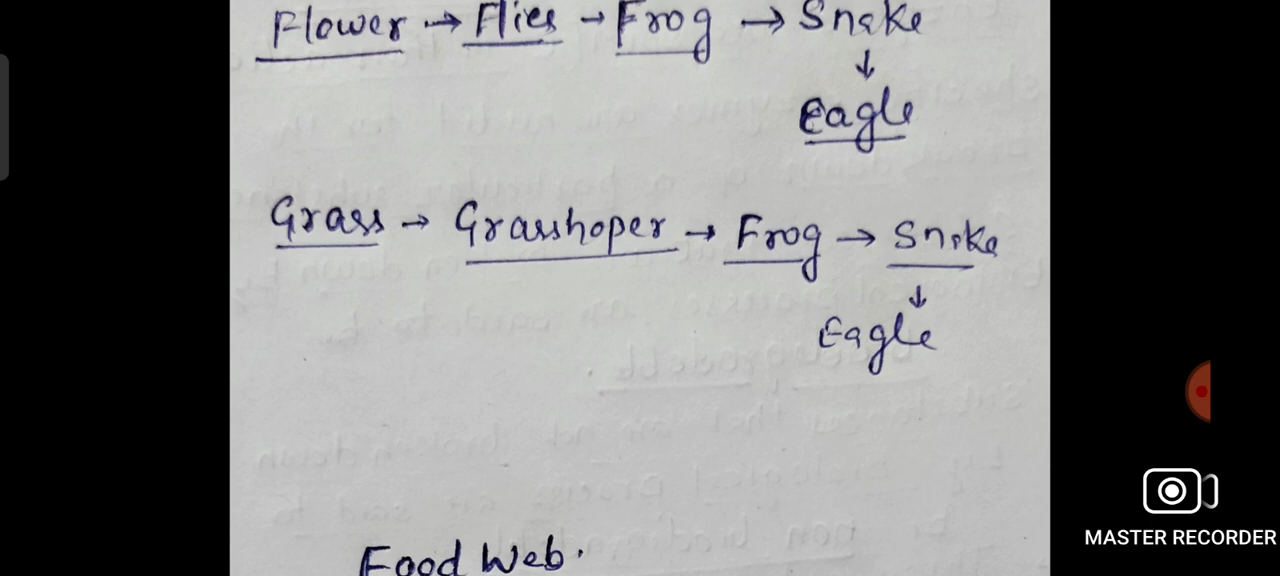 Flower → Flies → Frog → Snake
↓
Eagle
Grass → Grasshoper → Frog → Snake
↓
Eagle
Food Web.
MASTER RECORDER